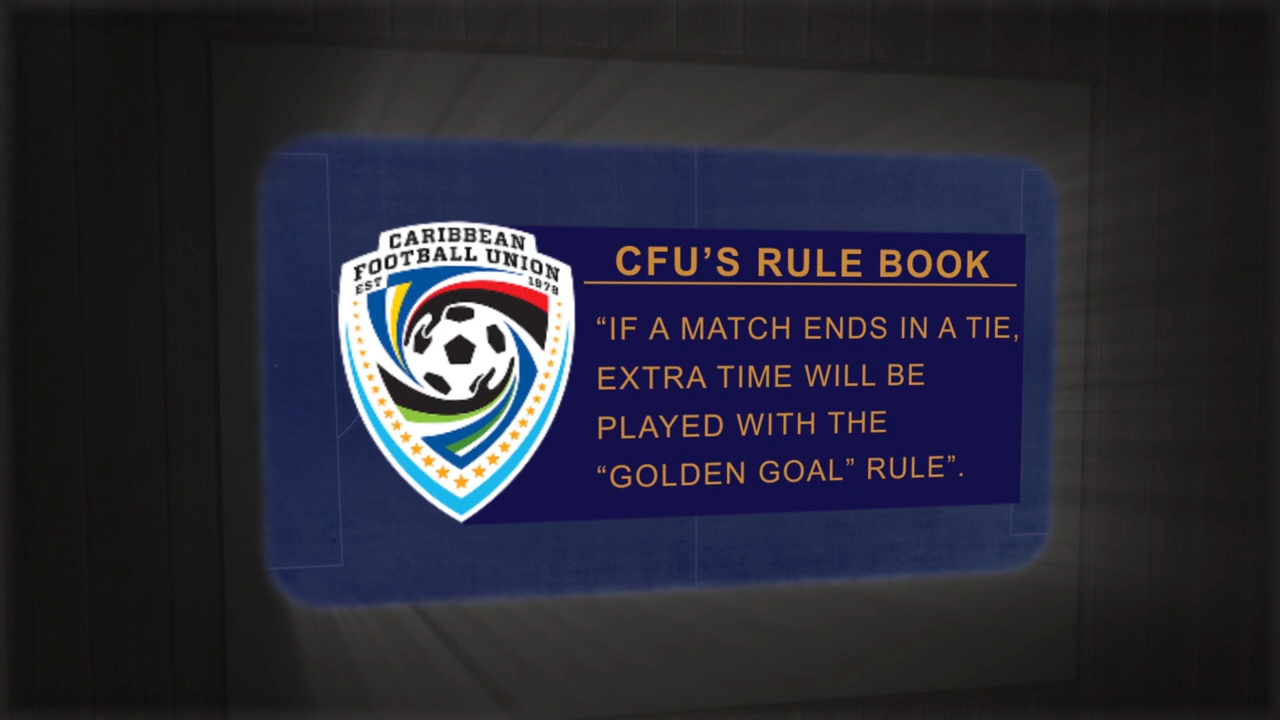 CARIBBEAN
FOOTBALL UNION
EST 1978
CFU’S RULE BOOK
“IF A MATCH ENDS IN A TIE,
EXTRA TIME WILL BE
PLAYED WITH THE
“GOLDEN GOAL” RULE”.